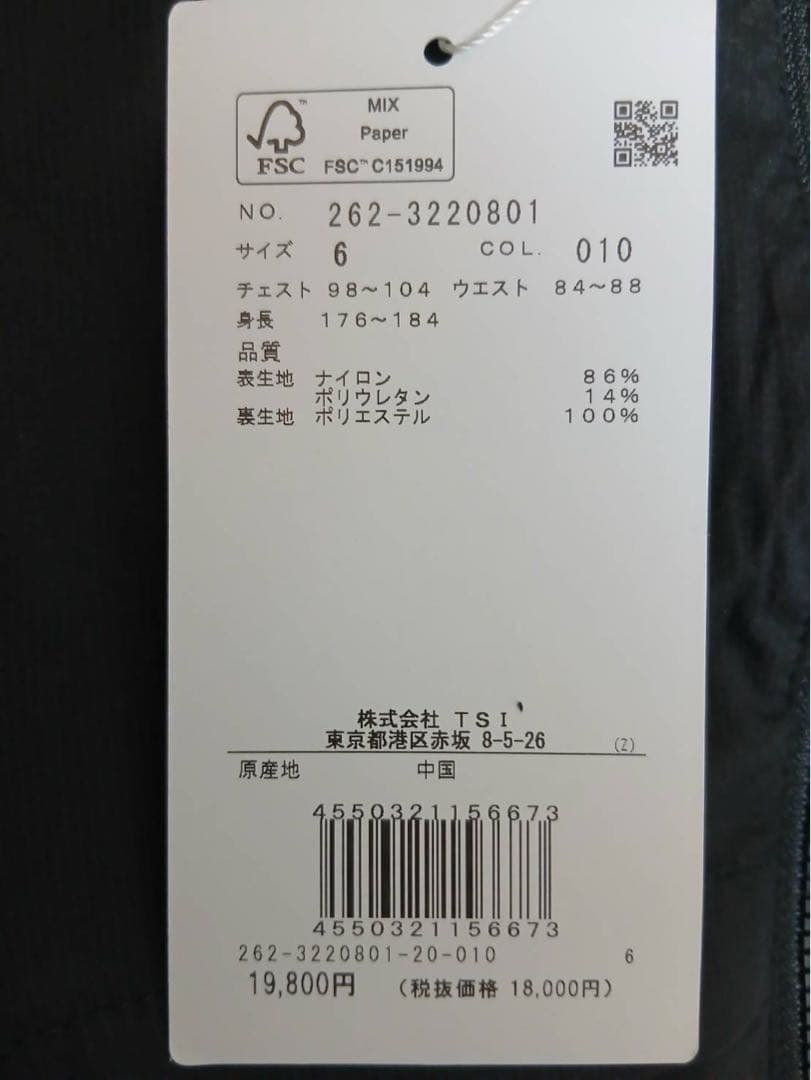 MIX
Paper
FSC™ FSC™ C151994
NO. 262-3220801
サイズ 6 COL. 010
チェスト 98～104 ウエスト 84～88
身長 176～184
品質
表生地 ナイロン 86%
ポリウレタン 14%
裏生地 ポリエステル 100%
株式会社 TSI
東京都港区赤坂 8-5-26 (Z)
原産地 中国
4550321156673
4550321156673
262-3220801-20-010 6
19,800円 (税抜価格 18,000円)